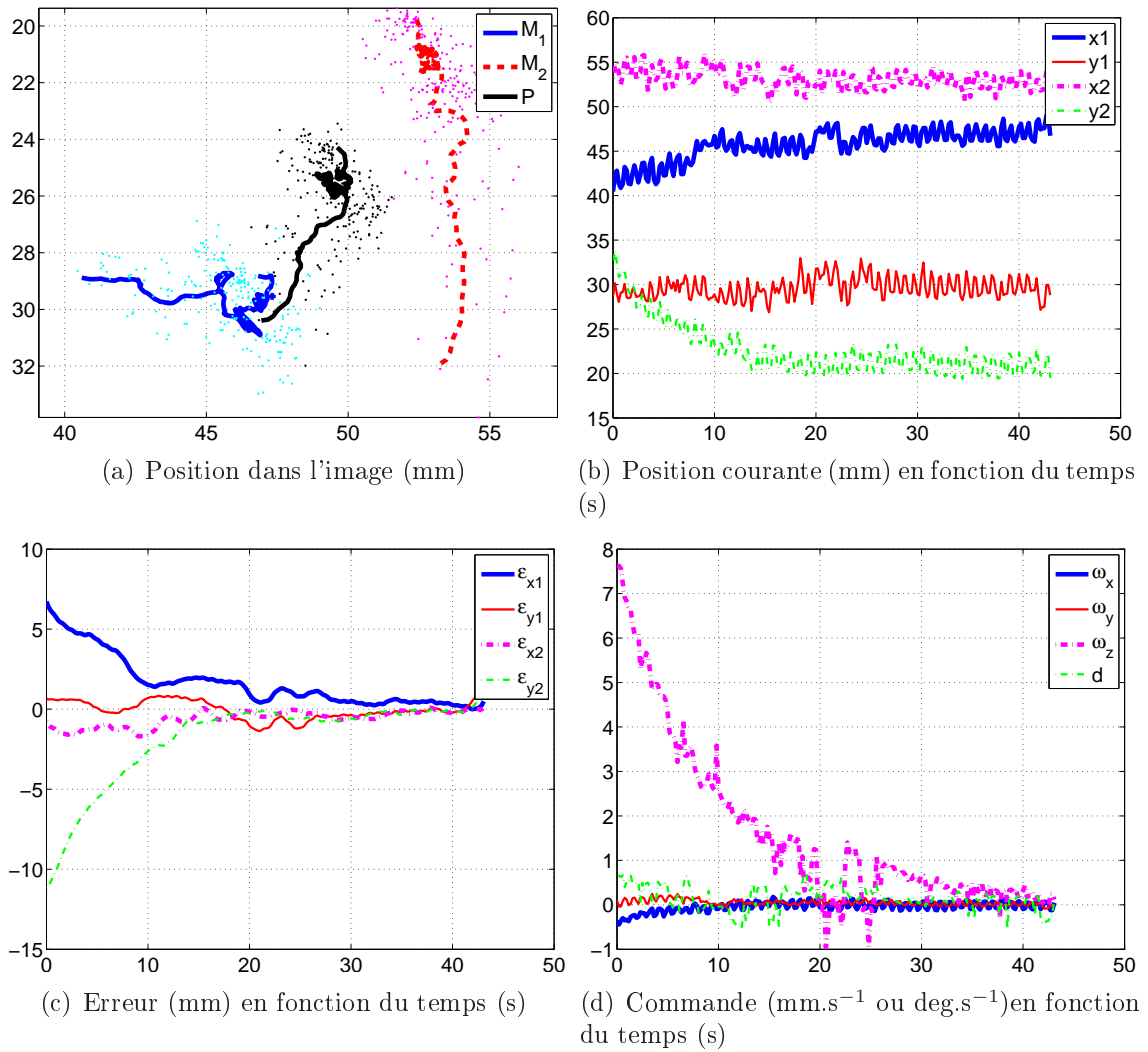 20
22
24
26
28
30
32
40 45 50 55
M₁
M₂
P
(a) Position dans l'image (mm)
60
55
50
45
40
35
30
25
20
15
0 10 20 30 40 50
x1
y1
x2
y2
(b) Position courante (mm) en fonction du temps
(s)
10
5
0
−5
−10
−15
0 10 20 30 40 50
εx1
εy1
εx2
εy2
(c) Erreur (mm) en fonction du temps (s)
8
7
6
5
4
3
2
1
0
−1
0 10 20 30 40 50
ωx
ωy
ωz
d
(d) Commande (mm.s⁻¹ ou deg.s⁻¹)en fonction
du temps (s)